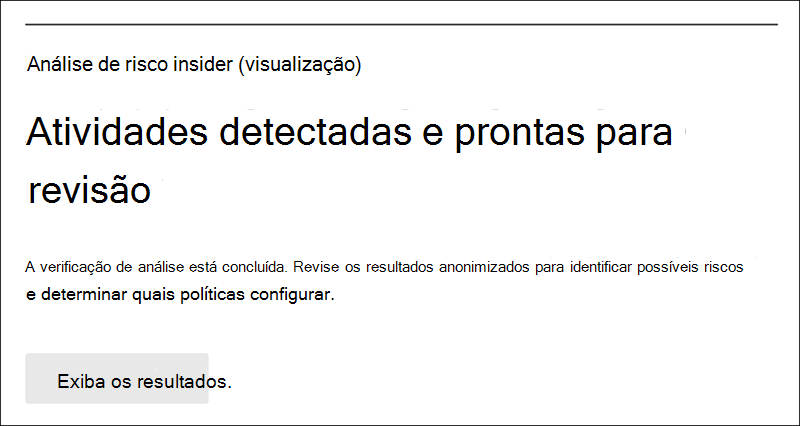 Análise de risco insider (visualização)
Atividades detectadas e prontas para
revisão
A verificação de análise está concluída. Revise os resultados anonimizados para identificar possíveis riscos
e determinar quais políticas configurar.
Exiba os resultados.